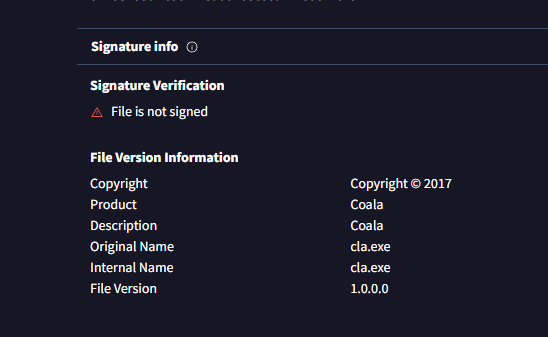 Signature info
Signature Verification
File is not signed
File Version Information
Copyright Copyright © 2017
Product Coala
Description Coala
Original Name cla.exe
Internal Name cla.exe
File Version 1.0.0.0